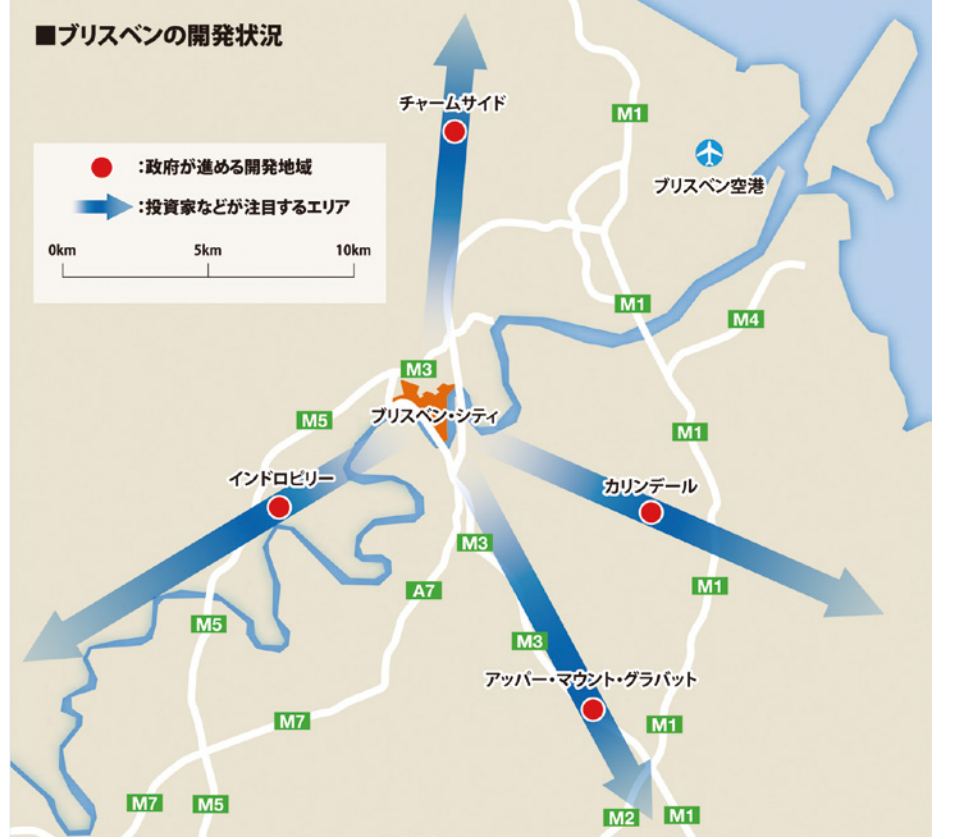 ■ブリスベンの開発状況
チャームサイド
M1
:政府が進める開発地域
ブリスベン空港
:投資家などが注目するエリア
0km 5km 10km
M1
M4
M3
ブリスベン・シティ
M5
M1
インドロピリー
カリンデール
M3
A7
M1
M5
M3
アッパー・マウント・グラバット
M7
M1
M7
M5
M2
M1